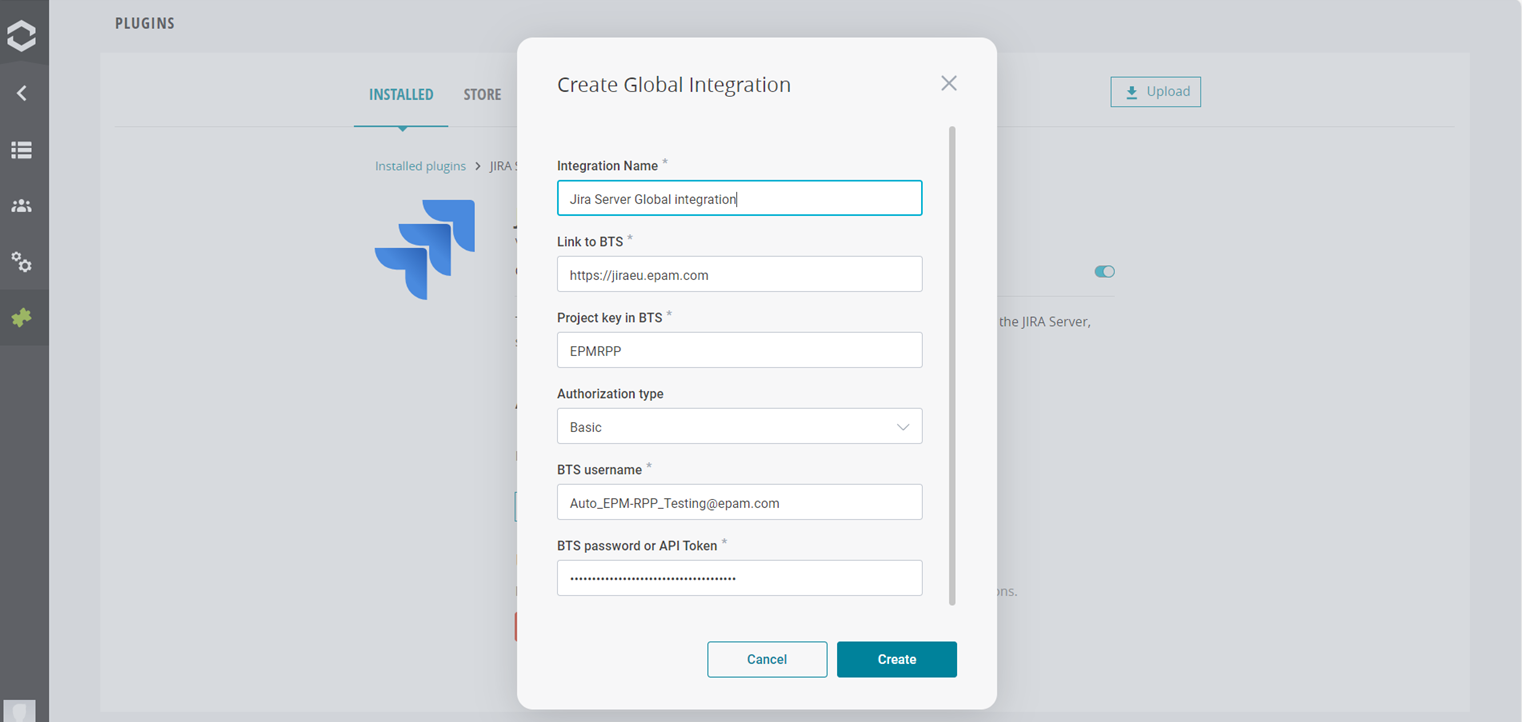 PLUGINS
INSTALLED
STORE
Upload
Installed plugins > JIRA
Create Global Integration
Integration Name *
Jira Server Global integration
Link to BTS *
https://jiraeu.epam.com
Project key in BTS *
EPMRPP
Authorization type
Basic
BTS username *
Auto_EPM-RPP_Testing@epam.com
BTS password or API Token *
•••••••••••••••••••••••••••••••••••••••
the JIRA Server,
Cancel
Create